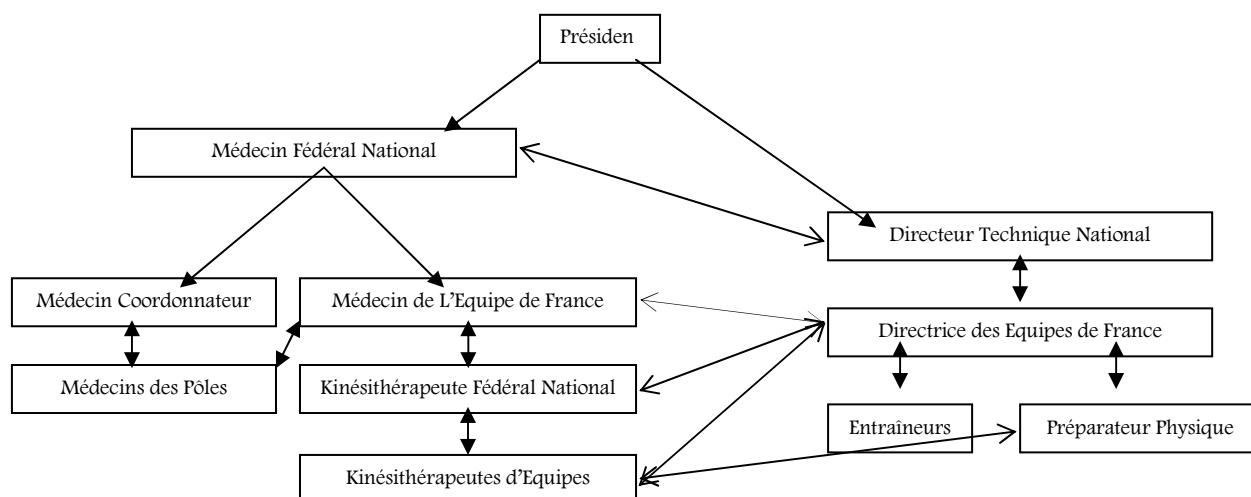 Présiden
Médecin Fédéral National
Directeur Technique National
Médecin Coordonnateur
Médecin de L'Equipe de France
Directrice des Equipes de France
Médecins des Pôles
Kinésithérapeute Fédéral National
Entraîneurs
Préparateur Physique
Kinésithérapeutes d'Equipes